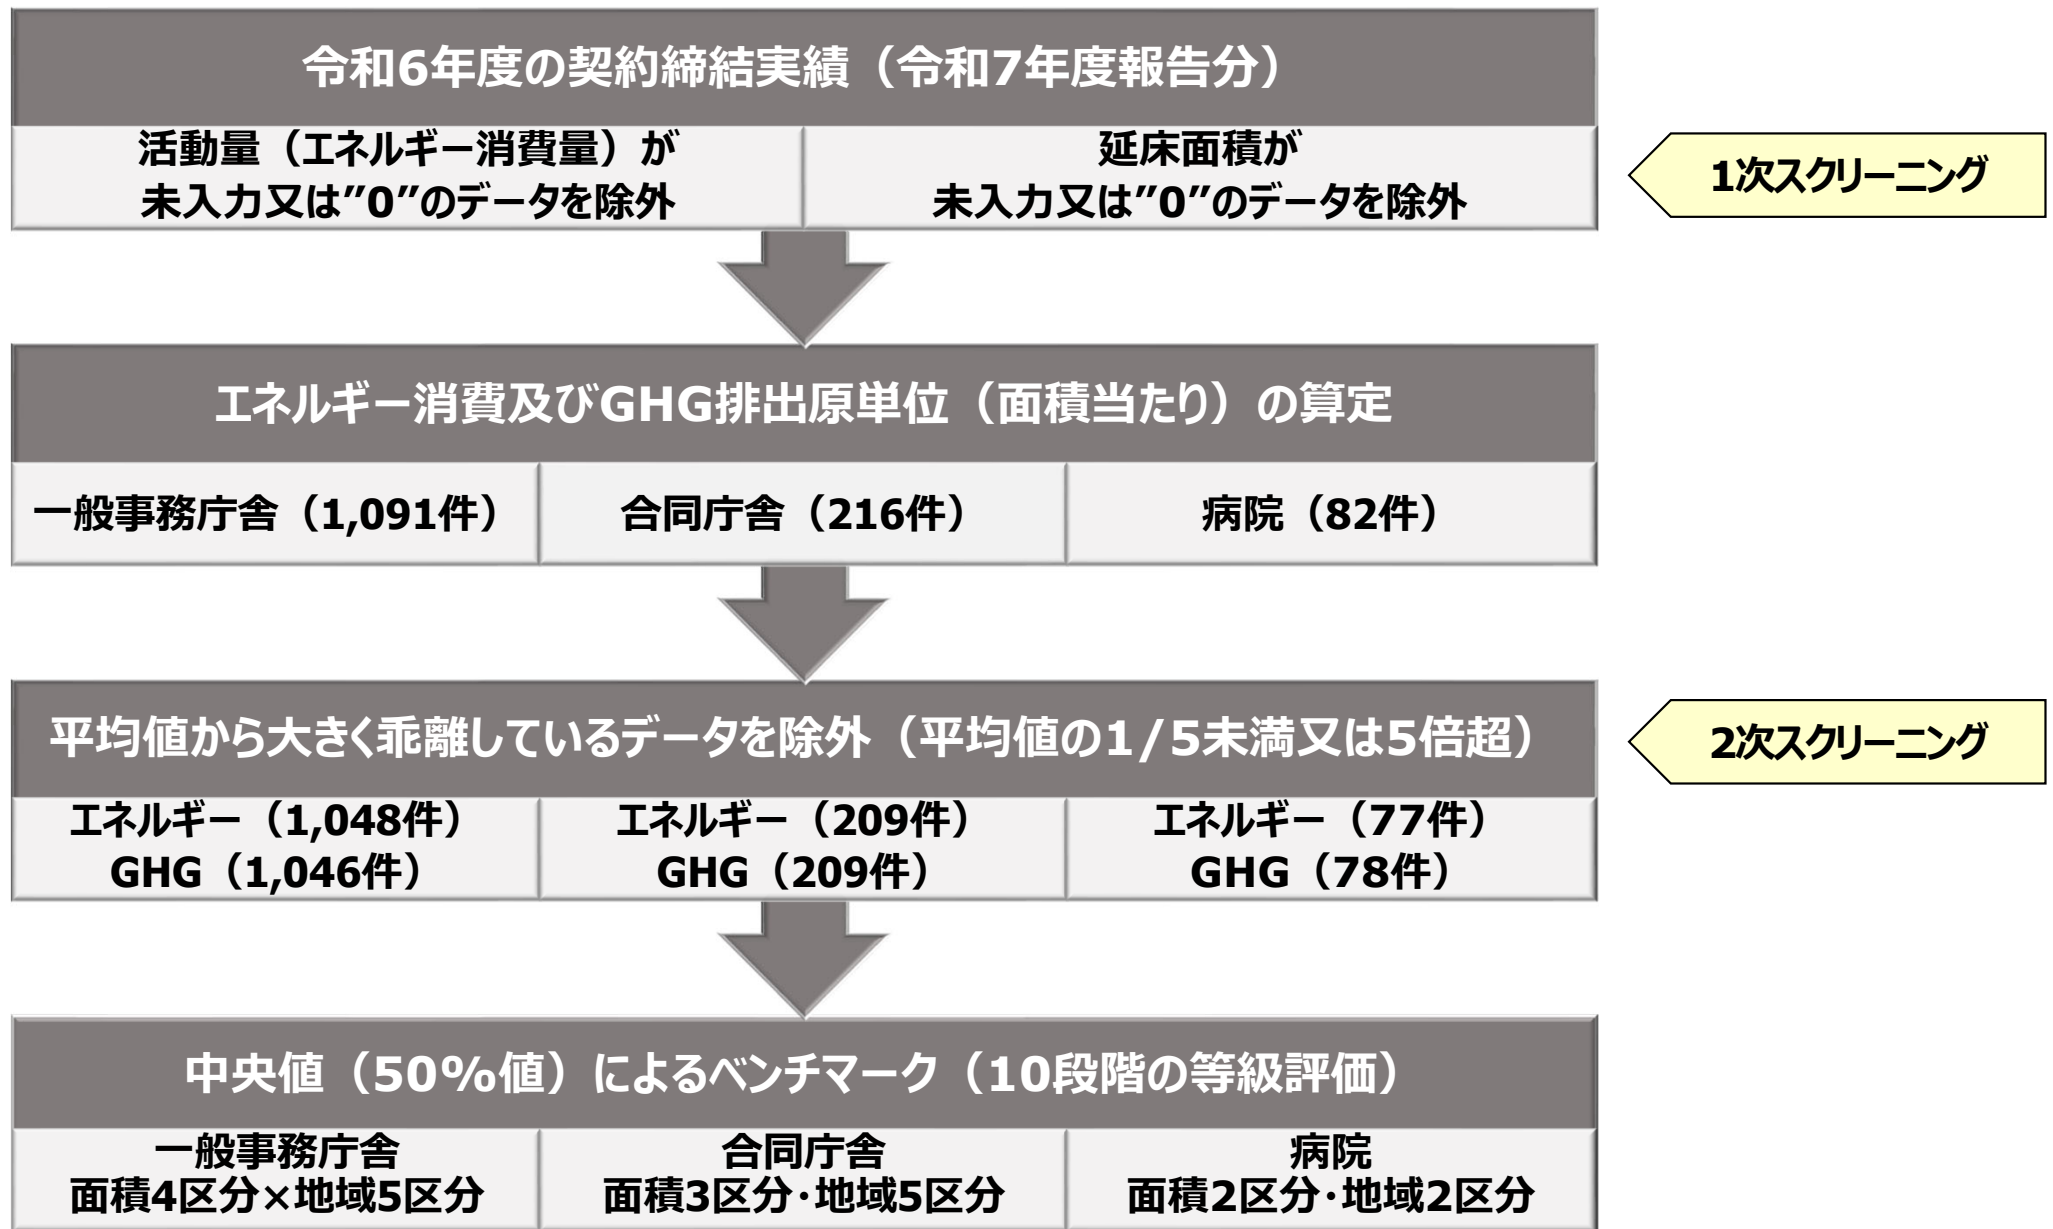 令和6年度の契約締結実績（令和7年度報告分）
活動量（エネルギー消費量）が
未入力又は”0”のデータを除外
延床面積が
未入力又は”0”のデータを除外
1次スクリーニング
エネルギー消費及びGHG排出原単位（面積当たり）の算定
一般事務庁舎（1,091件）
合同庁舎（216件）
病院（82件）
平均値から大きく乖離しているデータを除外（平均値の1/5未満又は5倍超）
2次スクリーニング
エネルギー（1,048件）
GHG（1,046件）
エネルギー（209件）
GHG（209件）
エネルギー（77件）
GHG（78件）
中央値（50%値）によるベンチマーク（10段階の等級評価）
一般事務庁舎
面積4区分×地域5区分
合同庁舎
面積3区分･地域5区分
病院
面積2区分･地域2区分